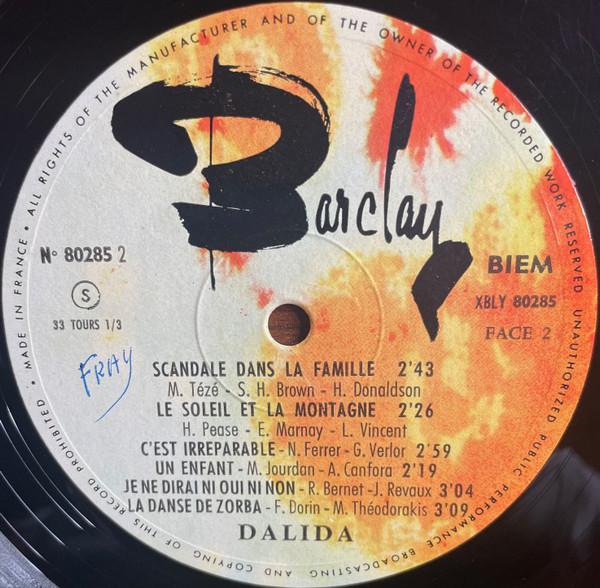 MADE IN FRANCE • ALL RIGHTS OF THE MANUFACTURER AND OF THE OWNER OF THE RECORDED WORK RESERVED UNAUTHORIZED PUBLIC PERFORMANCE BROADCASTING AND COPYING OF THIS RECORD PROHIBITED •
Barclay
N° 80285 2
BIEM
S
XBLY 80285
33 TOURS 1/3
FACE 2
FRAY
SCANDALE DANS LA FAMILLE 2'43
M. Tézé - S. H. Brown - H. Donaldson
LE SOLEIL ET LA MONTAGNE 2'26
H. Pease - E. Marnay - L. Vincent
C'EST IRREPARABLE - N. Ferrer - G. Verlor 2'59
UN ENFANT - M. Jourdan - A. Canfora 2'19
JE NE DIRAI NI OUI NI NON - R. Bernet - J. Revaux 3'04
LA DANSE DE ZORBA - F. Dorin - M. Théodorakis 3'09
DALIDA